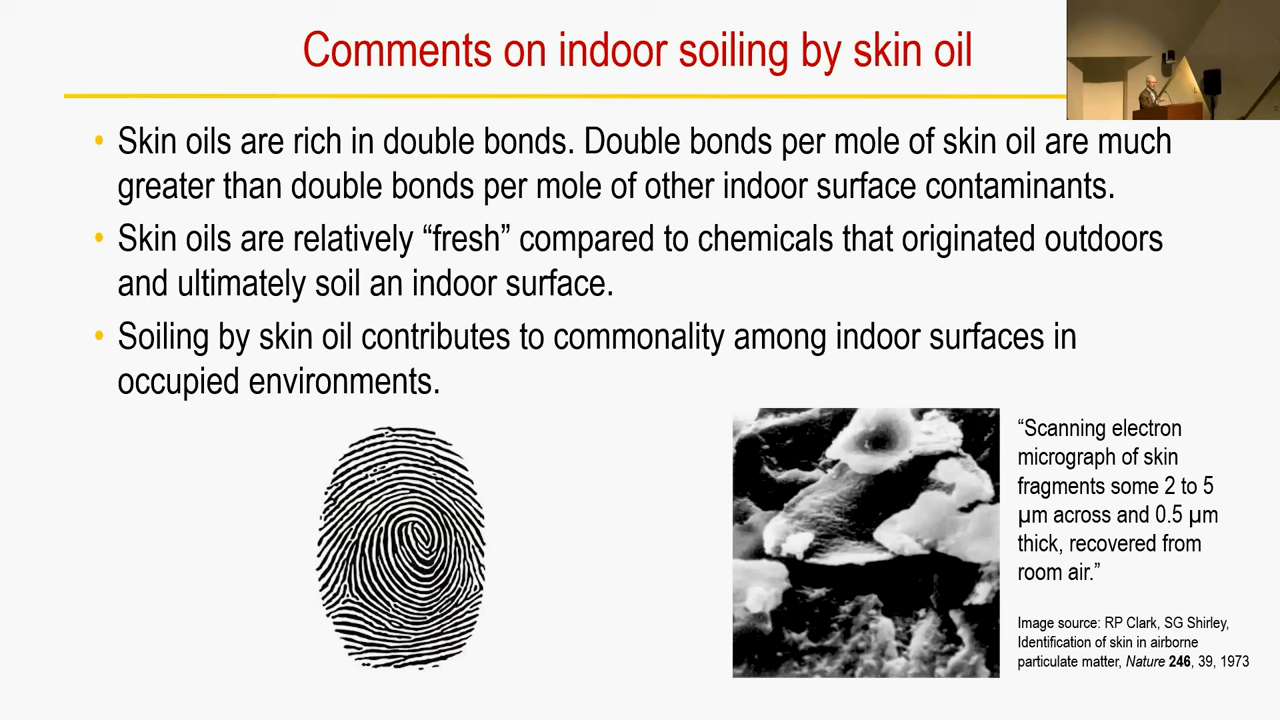 Comments on indoor soiling by skin oil
• Skin oils are rich in double bonds. Double bonds per mole of skin oil are much
greater than double bonds per mole of other indoor surface contaminants.
• Skin oils are relatively “fresh” compared to chemicals that originated outdoors
and ultimately soil an indoor surface.
• Soiling by skin oil contributes to commonality among indoor surfaces in
occupied environments.
“Scanning electron
micrograph of skin
fragments some 2 to 5
µm across and 0.5 µm
thick, recovered from
room air.”
Image source: RP Clark, SG Shirley,
Identification of skin in airborne
particulate matter, Nature 246, 39, 1973